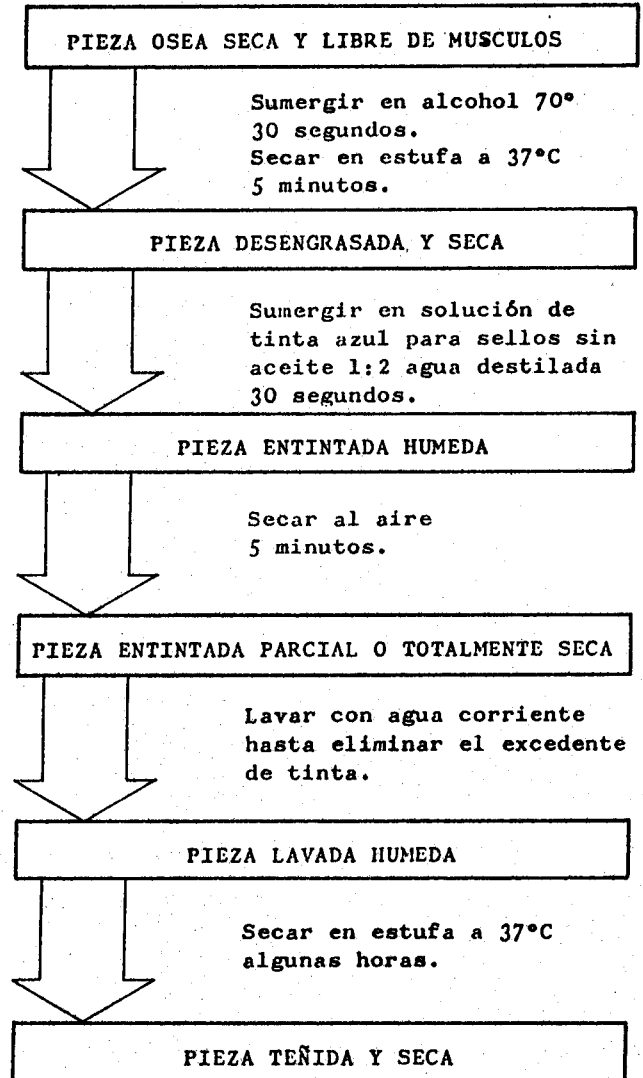 PIEZA OSEA SECA Y LIBRE DE MUSCULOS
Sumergir en alcohol 70°
30 segundos.
Secar en estufa a 37°C
5 minutos.
PIEZA DESENGRASADA Y SECA
Sumergir en solución de
tinta azul para sellos sin
aceite 1:2 agua destilada
30 segundos.
PIEZA ENTINTADA HUMEDA
Secar al aire
5 minutos.
PIEZA ENTINTADA PARCIAL O TOTALMENTE SECA
Lavar con agua corriente
hasta eliminar el excedente
de tinta.
PIEZA LAVADA HUMEDA
Secar en estufa a 37°C
algunas horas.
PIEZA TEÑIDA Y SECA